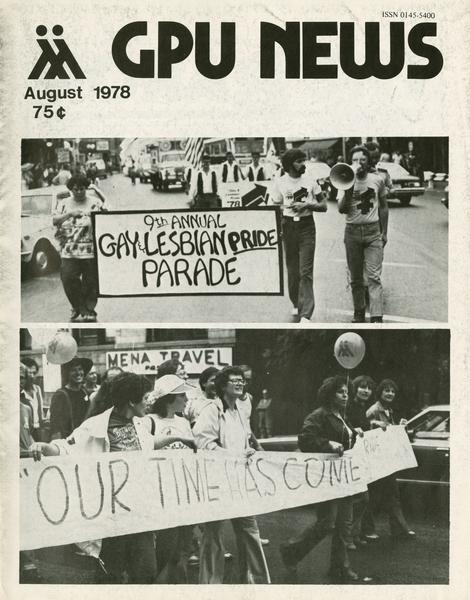 ISSN 0145-5400
GPU NEWS
August 1978
75¢
9th ANNUAL
GAY & LESBIAN PRIDE
PARADE
'78
MENA TRAVEL
"OUR TIME HAS COME